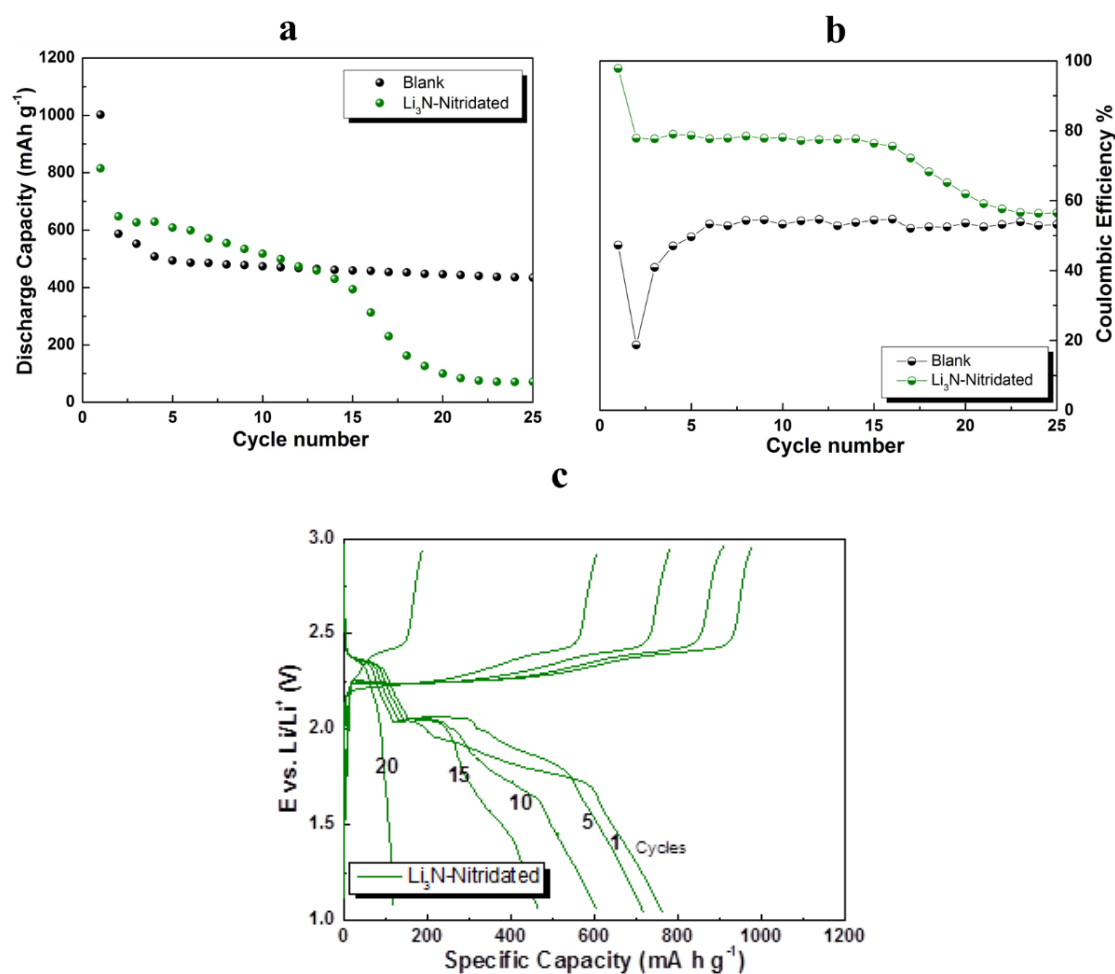 a
1200
1000
800
600
400
200
0
Discharge Capacity (mAh g⁻¹)
Blank
Li₃N-Nitridated
0 5 10 15 20 25
Cycle number
b
100
80
60
40
20
0
Coulombic Efficiency %
Blank
Li₃N-Nitridated
0 5 10 15 20 25
Cycle number
c
3.0
2.5
2.0
1.5
1.0
E vs. Li/Li⁺ (V)
20
15
10
5
1 Cycles
Li₃N-Nitridated
0 200 400 600 800 1000 1200
Specific Capacity (mA h g⁻¹)